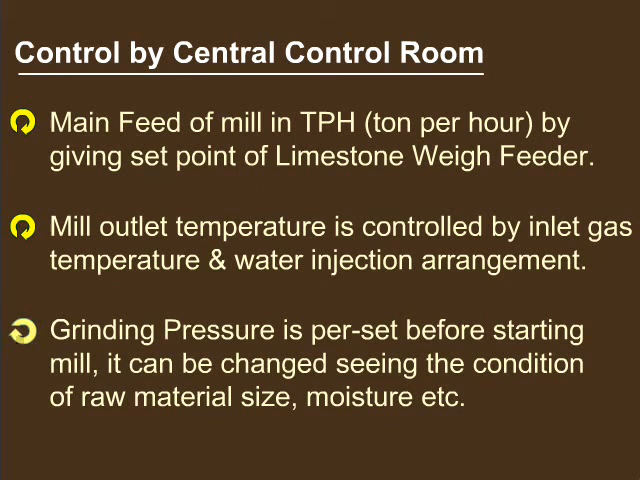 Control by Central Control Room
Main Feed of mill in TPH (ton per hour) by
giving set point of Limestone Weigh Feeder.
Mill outlet temperature is controlled by inlet gas
temperature & water injection arrangement.
Grinding Pressure is per-set before starting
mill, it can be changed seeing the condition
of raw material size, moisture etc.